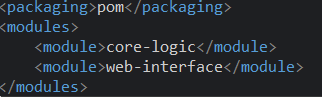 <packaging>pom</packaging>
<modules>
    <module>core-logic</module>
    <module>web-interface</module>
</modules>